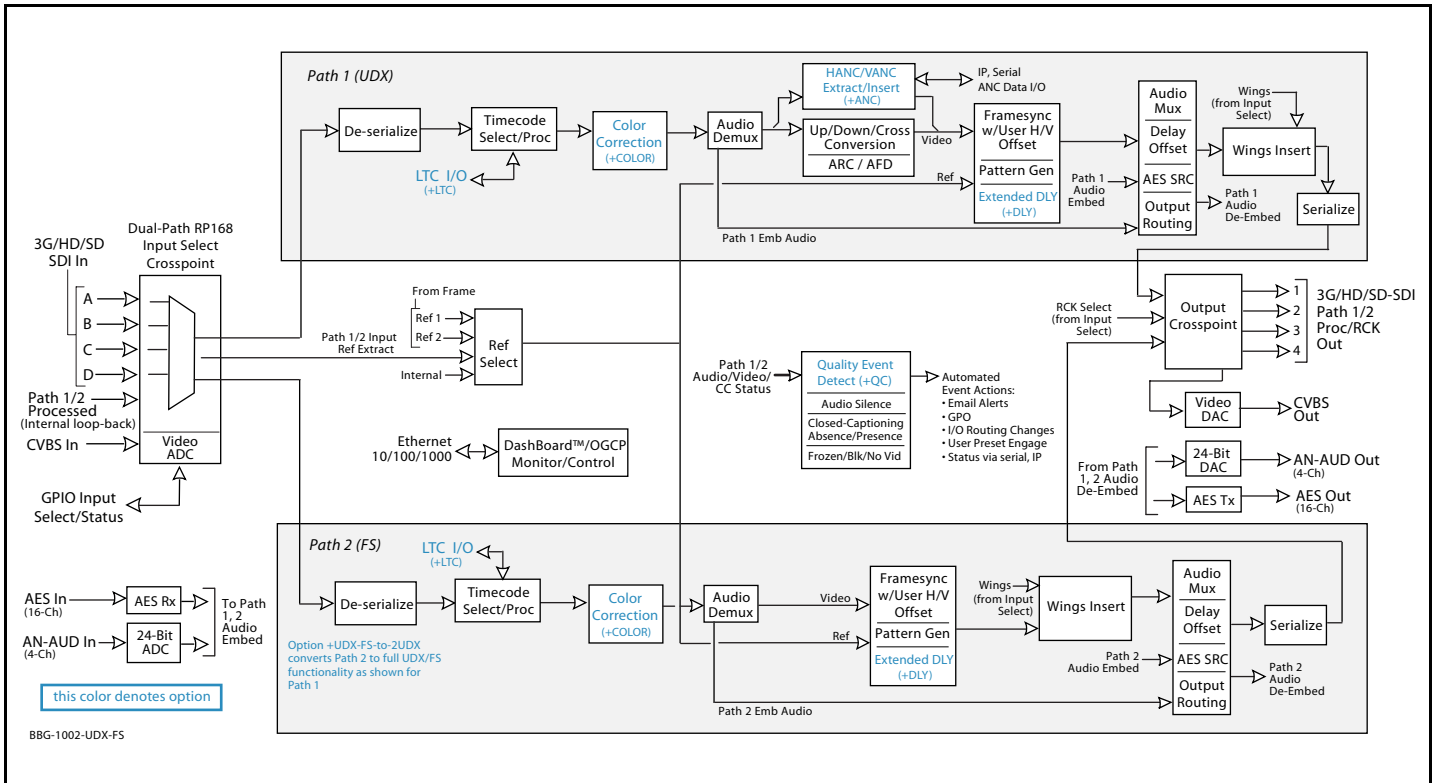 Path 1 (UDX)
De-serialize
Timecode
Select/Proc
LTC I/O
(+LTC)
Color
Correction
(+COLOR)
Audio
Demux
HANC/VANC
Extract/Insert
(+ANC)
IP, Serial
ANC Data I/O
Up/Down/Cross
Conversion
ARC / AFD
Video
Ref
Framesync
w/User H/V
Offset
Pattern Gen
Extended DLY
(+DLY)
Path 1
Audio
Embed
Path 1 Emb Audio
Audio
Mux
Delay
Offset
AES SRC
Output
Routing
Wings
(from Input
Select)
Wings Insert
Path 1
Audio
De-Embed
Serialize
Dual-Path RP168
Input Select
Crosspoint
3G/HD/SD
SDI In
A
B
C
D
Path 1/2
Processed
(Internal loop-back)
CVBS In
Video
ADC
GPIO Input
Select/Status
From Frame
Ref 1
Ref 2
Path 1/2 Input
Ref Extract
Internal
Ref
Select
Ethernet
10/100/1000
DashBoard™/OGCP
Monitor/Control
Path 1/2
Audio/Video/
CC Status
Quality Event
Detect (+QC)
Audio Silence
Closed-Captioning
Absence/Presence
Frozen/Blk/No Vid
Automated
Event Actions:
• Email Alerts
• GPO
• I/O Routing Changes
• User Preset Engage
• Status via serial, IP
RCK Select
(from Input
Select)
Output
Crosspoint
1
2
3
4
3G/HD/SD-SDI
Path 1/2
Proc/RCK
Out
Video
DAC
CVBS
Out
From Path
1, 2 Audio
De-Embed
24-Bit
DAC
AN-AUD Out
(4-Ch)
AES Tx
AES Out
(16-Ch)
AES In
(16-Ch)
AES Rx
AN-AUD In
(4-Ch)
24-Bit
ADC
To Path
1, 2
Audio
Embed
this color denotes option
BBG-1002-UDX-FS
Path 2 (FS)
LTC I/O
(+LTC)
De-serialize
Timecode
Select/Proc
Color
Correction
(+COLOR)
Option +UDX-FS-to-2UDX
converts Path 2 to full UDX/FS
functionality as shown for
Path 1
Audio
Demux
Video
Ref
Framesync
w/User H/V
Offset
Pattern Gen
Extended DLY
(+DLY)
Wings
(from Input
Select)
Wings Insert
Path 2
Audio Embed
Path 2 Emb Audio
Audio
Mux
Delay
Offset
AES SRC
Output
Routing
Serialize
Path 2
Audio
De-Embed